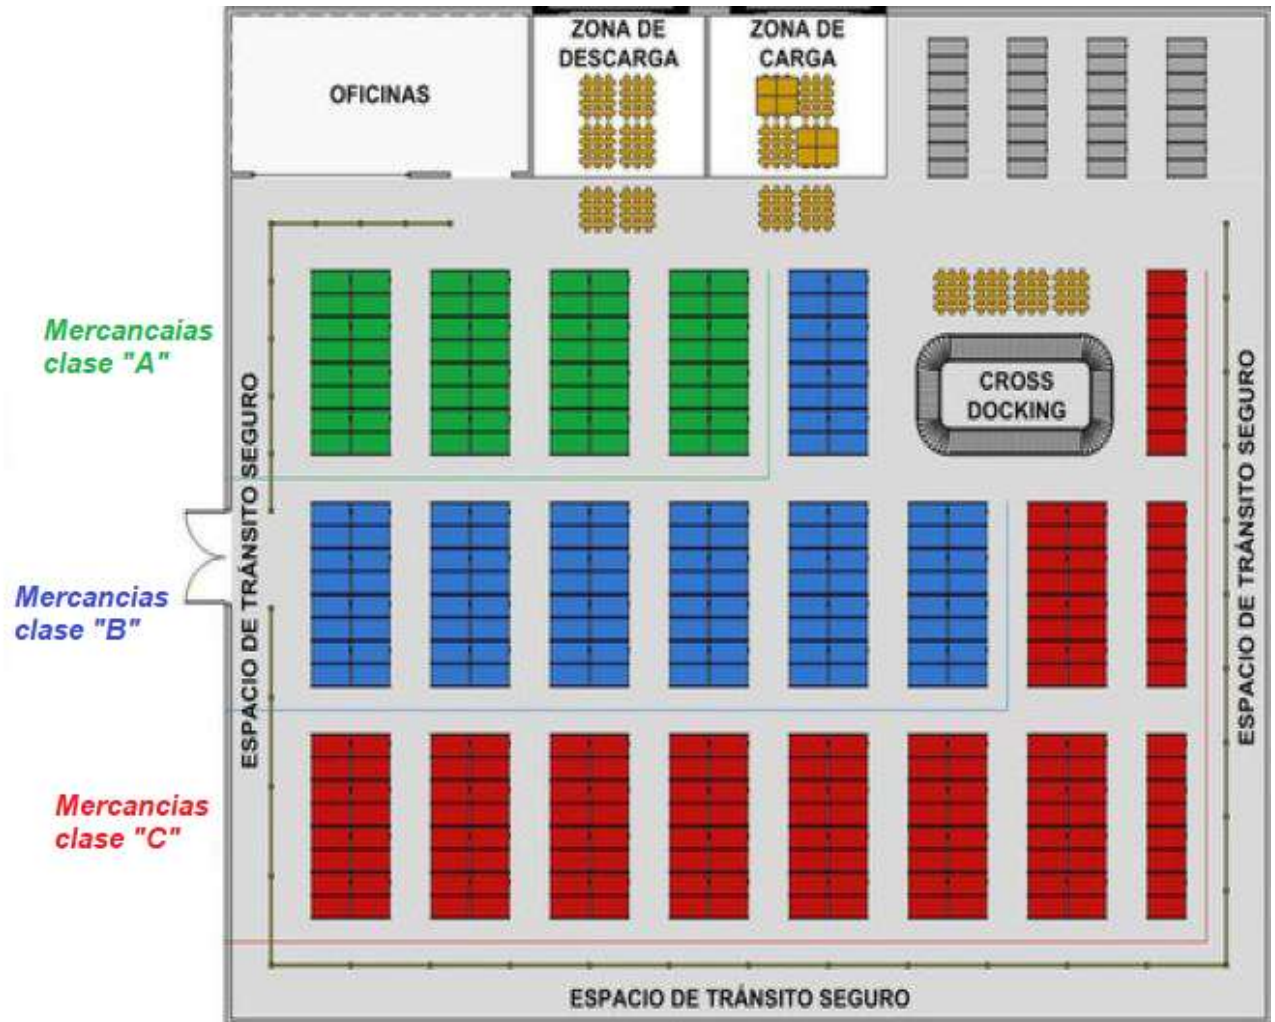 ZONA DE
DESCARGA
ZONA DE
CARGA
OFICINAS
Mercancaias
clase "A"
CROSS
DOCKING
ESPACIO DE TRÁNSITO SEGURO
ESPACIO DE TRÁNSITO SEGURO
Mercancias
clase "B"
Mercancias
clase "C"
ESPACIO DE TRÁNSITO SEGURO